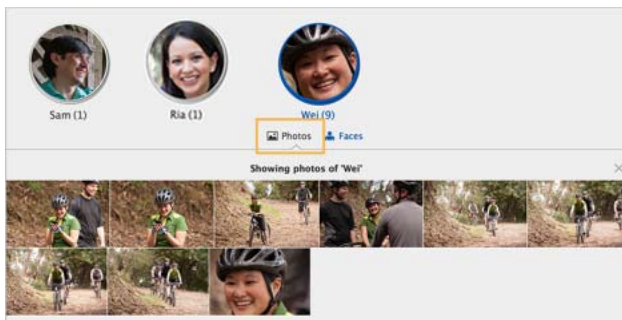 Sam (1)
Ria (1)
Wei (9)
Photos
Faces
Showing photos of 'Wei'